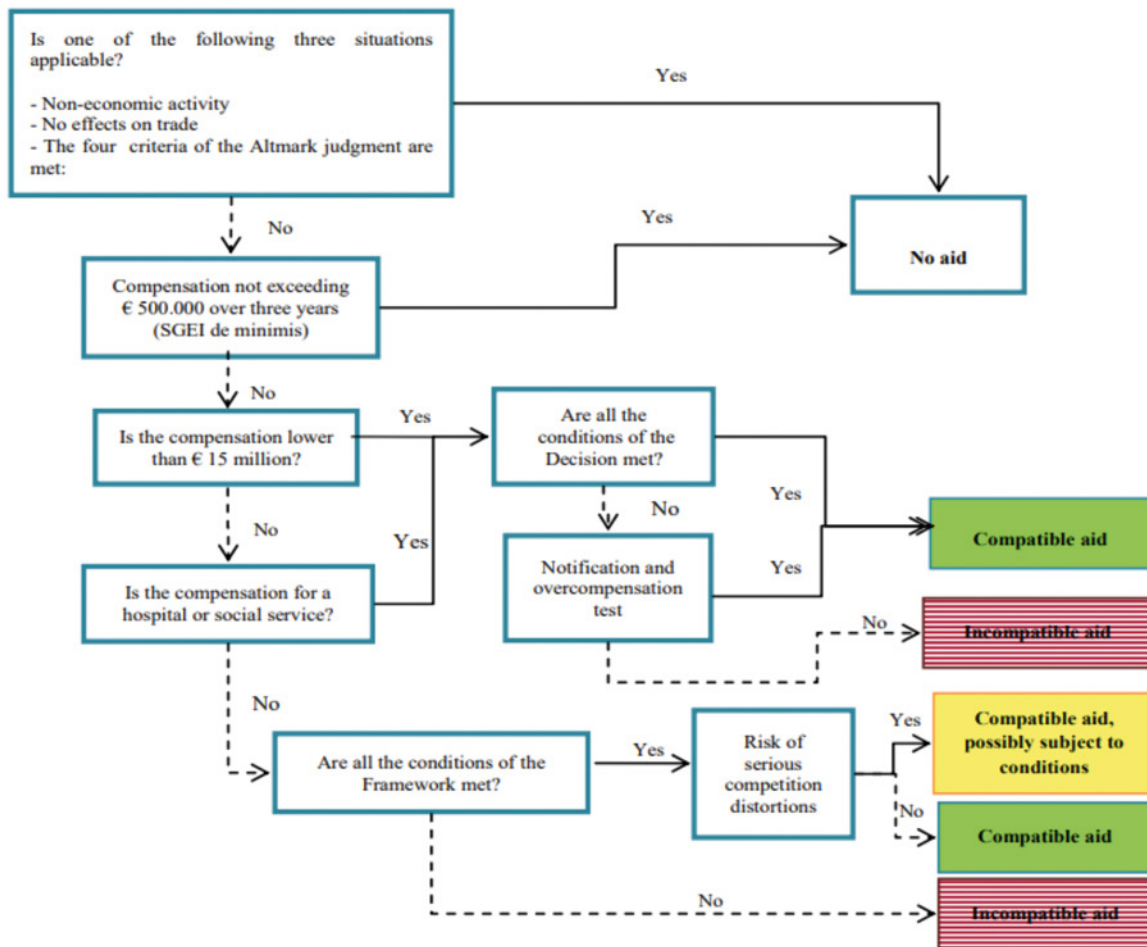 Is one of the following three situations
applicable?
- Non-economic activity
- No effects on trade
- The four criteria of the Altmark judgment are
met:
Yes
No
Yes
No aid
Compensation not exceeding
€ 500.000 over three years
(SGEI de minimis)
No
Is the compensation lower
than € 15 million?
Yes
Are all the
conditions of the
Decision met?
Yes
No
No
Yes
Compatible aid
Is the compensation for a
hospital or social service?
Notification and
overcompensation
test
Yes
No
Incompatible aid
No
Are all the conditions of the
Framework met?
Yes
Risk of
serious
competition
distortions
Yes
Compatible aid,
possibly subject to
conditions
No
Compatible aid
No
Incompatible aid